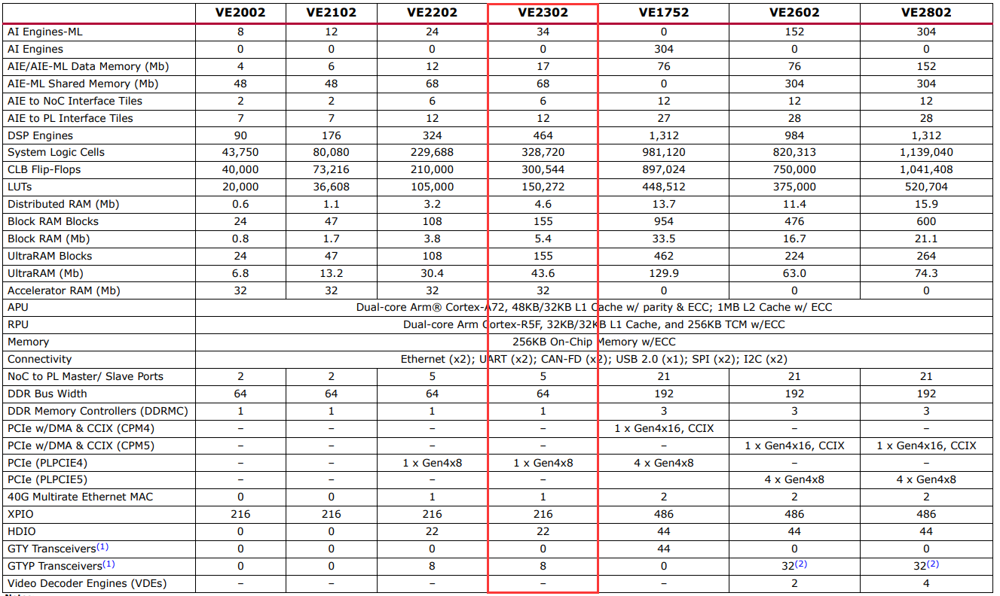 VE2002 VE2102 VE2202 VE2302 VE1752 VE2602 VE2802
AI Engines-ML 8 12 24 34 0 152 304
AI Engines 0 0 0 0 304 0 0
AIE/AIE-ML Data Memory (Mb) 4 6 12 17 76 76 152
AIE-ML Shared Memory (Mb) 48 48 68 68 0 304 304
AIE to NoC Interface Tiles 2 2 6 6 12 12 12
AIE to PL Interface Tiles 7 7 12 12 27 28 28
DSP Engines 90 176 324 464 1,312 984 1,312
System Logic Cells 43,750 80,080 229,688 328,720 981,120 820,313 1,139,040
CLB Flip-Flops 40,000 73,216 210,000 300,544 897,024 750,000 1,041,408
LUTs 20,000 36,608 105,000 150,272 448,512 375,000 520,704
Distributed RAM (Mb) 0.6 1.1 3.2 4.6 13.7 11.4 15.9
Block RAM Blocks 24 47 108 155 954 476 600
Block RAM (Mb) 0.8 1.7 3.8 5.4 33.5 16.7 21.1
UltraRAM Blocks 24 47 108 155 462 224 264
UltraRAM (Mb) 6.8 13.2 30.4 43.6 129.9 63.0 74.3
Accelerator RAM (Mb) 32 32 32 32 0 0 0
APU Dual-core Arm® Cortex-A72, 48KB/32KB L1 Cache w/ parity & ECC; 1MB L2 Cache w/ ECC
RPU Dual-core Arm Cortex-R5F, 32KB/32KB L1 Cache, and 256KB TCM w/ECC
Memory 256KB On-Chip Memory w/ECC
Connectivity Ethernet (x2); UART (x2); CAN-FD (x2); USB 2.0 (x1); SPI (x2); I2C (x2)
NoC to PL Master/ Slave Ports 2 2 5 5 21 21 21
DDR Bus Width 64 64 64 64 192 192 192
DDR Memory Controllers (DDRMC) 1 1 1 1 3 3 3
PCIe w/DMA & CCIX (CPM4) – – – – 1 x Gen4x16, CCIX – –
PCIe w/DMA & CCIX (CPM5) – – – – – 1 x Gen4x16, CCIX 1 x Gen4x16, CCIX
PCIe (PLPCIE4) – – 1 x Gen4x8 1 x Gen4x8 4 x Gen4x8 – –
PCIe (PLPCIE5) – – – – 4 x Gen4x8 4 x Gen4x8
40G Multirate Ethernet MAC 0 0 1 1 2 2 2
XPIO 216 216 216 216 486 486 486
HDIO 0 0 22 22 44 44 44
GTY Transceivers(1) 0 0 0 0 44 0 0
GTYP Transceivers(1) 0 0 8 8 0 32(2) 32(2)
Video Decoder Engines (VDEs) – – – – – 2 4